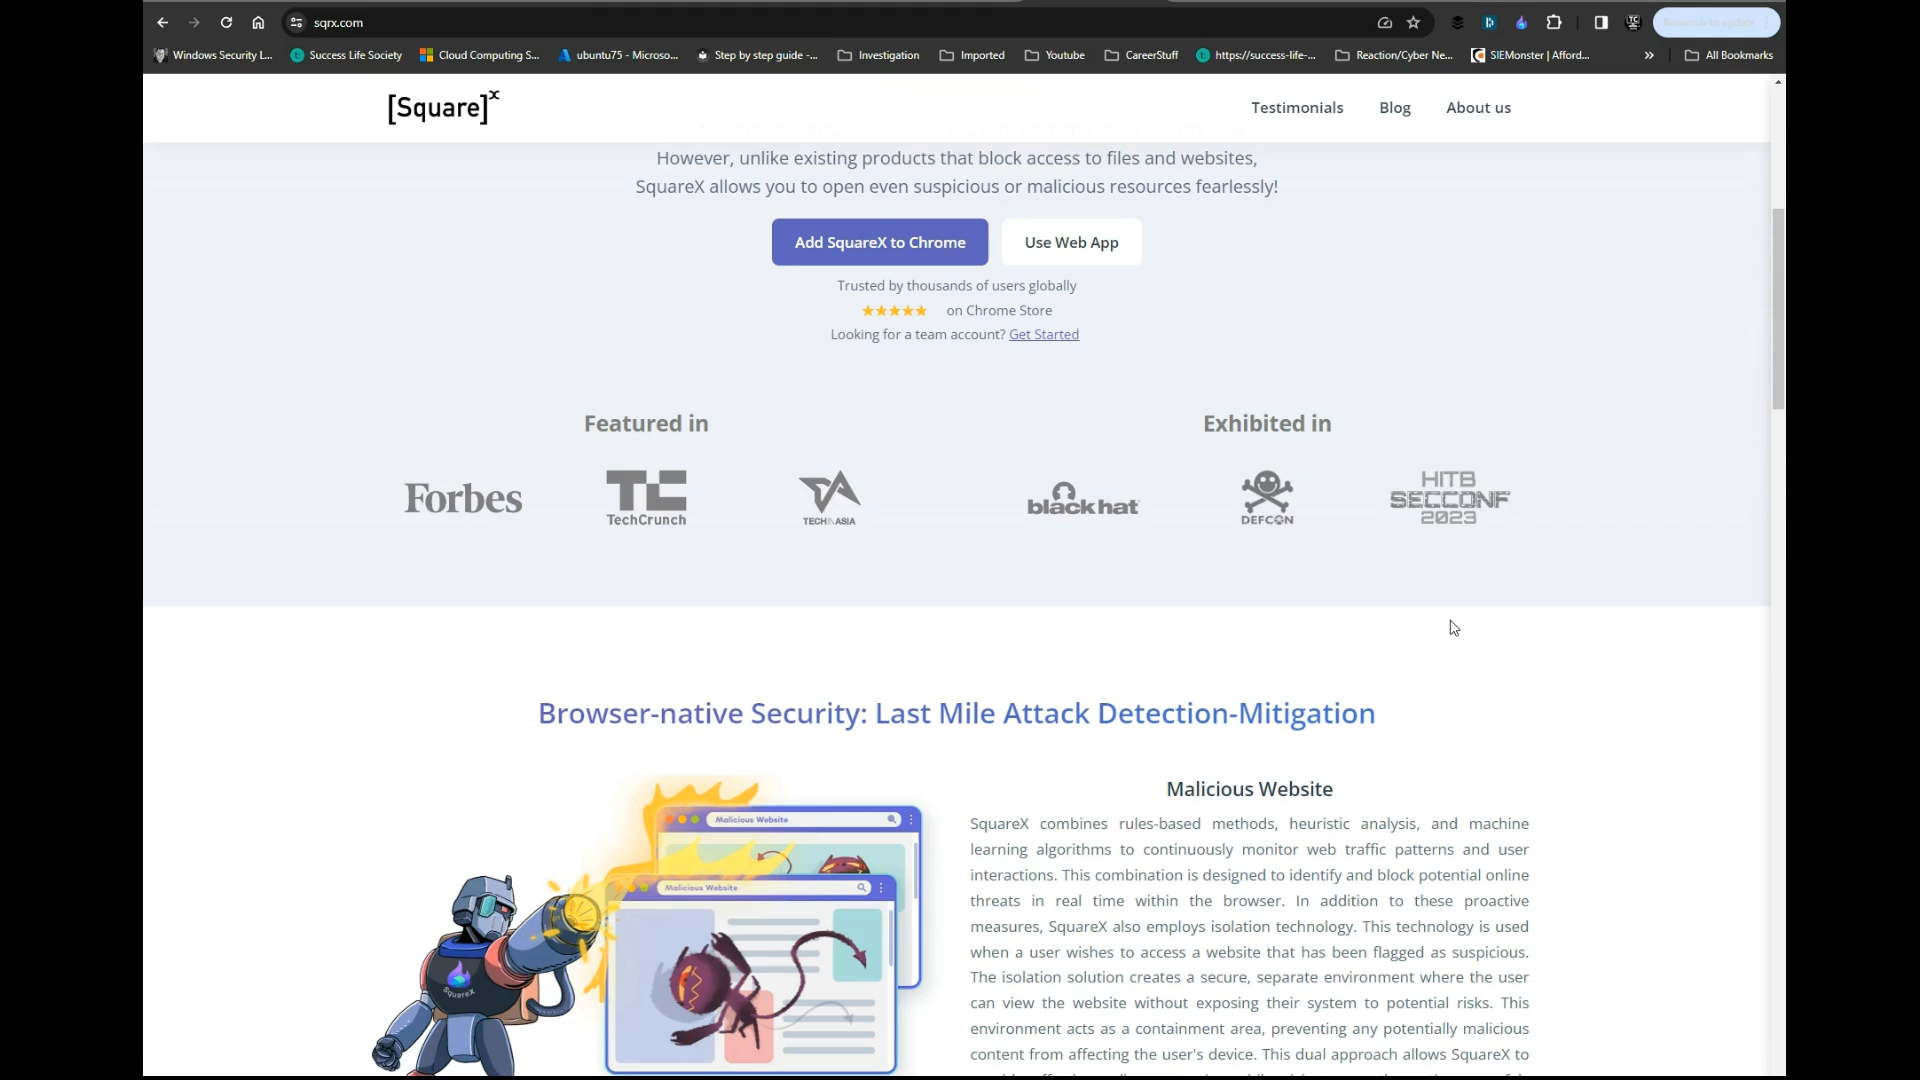 sqrx.com
Relaunch to update
Windows Security L...
Success Life Society
Cloud Computing S...
ubuntu75 - Microso...
Step by step guide -...
Investigation
Imported
Youtube
CareerStuff
https://success-life-...
Reaction/Cyber Ne...
SIEMonster | Afford...
»
All Bookmarks
[Square]x
Testimonials
Blog
About us
However, unlike existing products that block access to files and websites,
SquareX allows you to open even suspicious or malicious resources fearlessly!
Add SquareX to Chrome
Use Web App
Trusted by thousands of users globally
★★★★★ on Chrome Store
Looking for a team account? Get Started
Featured in
Exhibited in
Forbes
TC
TechCrunch
TECHINASIA
black hat
DEFCON
HITB
SECCONF
2023
Browser-native Security: Last Mile Attack Detection-Mitigation
Malicious Website
Malicious Website
SquareX
Malicious Website
SquareX combines rules-based methods, heuristic analysis, and machine
learning algorithms to continuously monitor web traffic patterns and user
interactions. This combination is designed to identify and block potential online
threats in real time within the browser. In addition to these proactive
measures, SquareX also employs isolation technology. This technology is used
when a user wishes to access a website that has been flagged as suspicious.
The isolation solution creates a secure, separate environment where the user
can view the website without exposing their system to potential risks. This
environment acts as a containment area, preventing any potentially malicious
content from affecting the user's device. This dual approach allows SquareX to